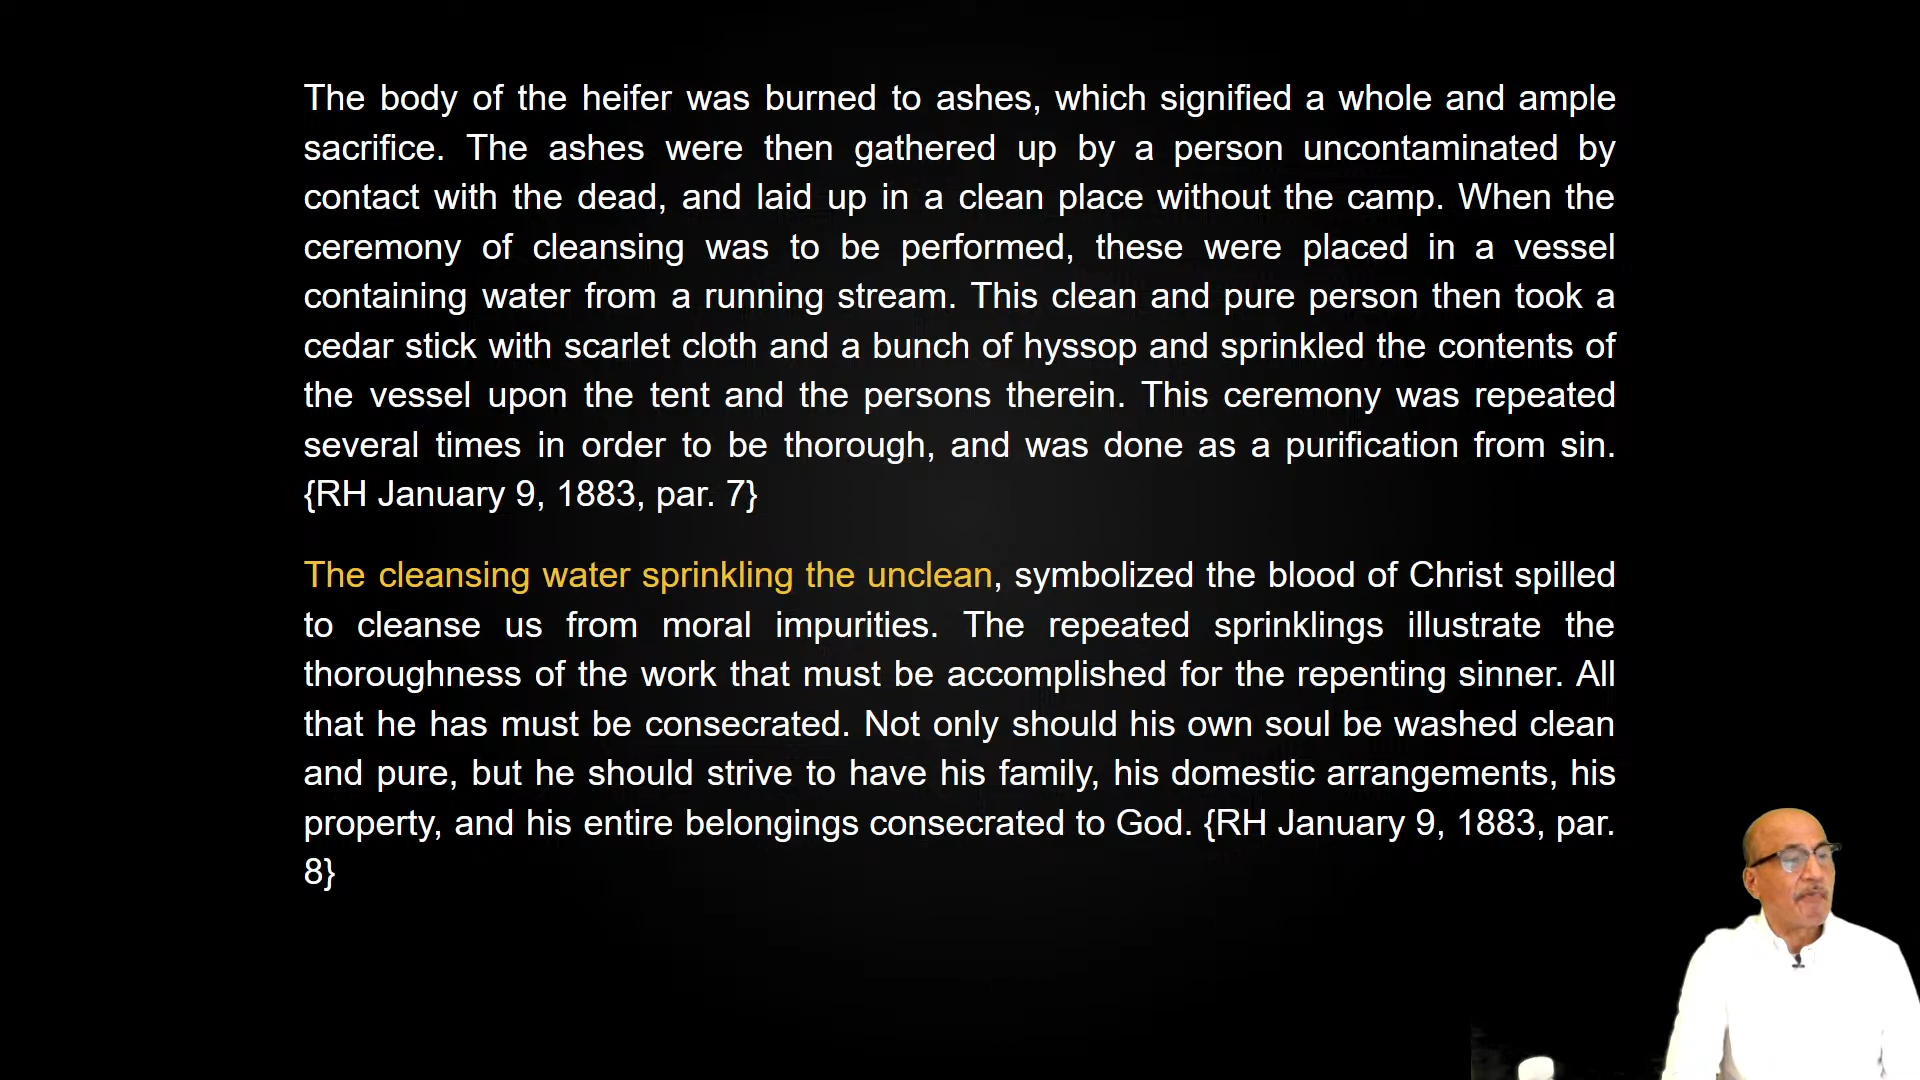 The body of the heifer was burned to ashes, which signified a whole and ample
sacrifice. The ashes were then gathered up by a person uncontaminated by
contact with the dead, and laid up in a clean place without the camp. When the
ceremony of cleansing was to be performed, these were placed in a vessel
containing water from a running stream. This clean and pure person then took a
cedar stick with scarlet cloth and a bunch of hyssop and sprinkled the contents of
the vessel upon the tent and the persons therein. This ceremony was repeated
several times in order to be thorough, and was done as a purification from sin.
{RH January 9, 1883, par. 7}
The cleansing water sprinkling the unclean, symbolized the blood of Christ spilled
to cleanse us from moral impurities. The repeated sprinklings illustrate the
thoroughness of the work that must be accomplished for the repenting sinner. All
that he has must be consecrated. Not only should his own soul be washed clean
and pure, but he should strive to have his family, his domestic arrangements, his
property, and his entire belongings consecrated to God. {RH January 9, 1883, par.
8}